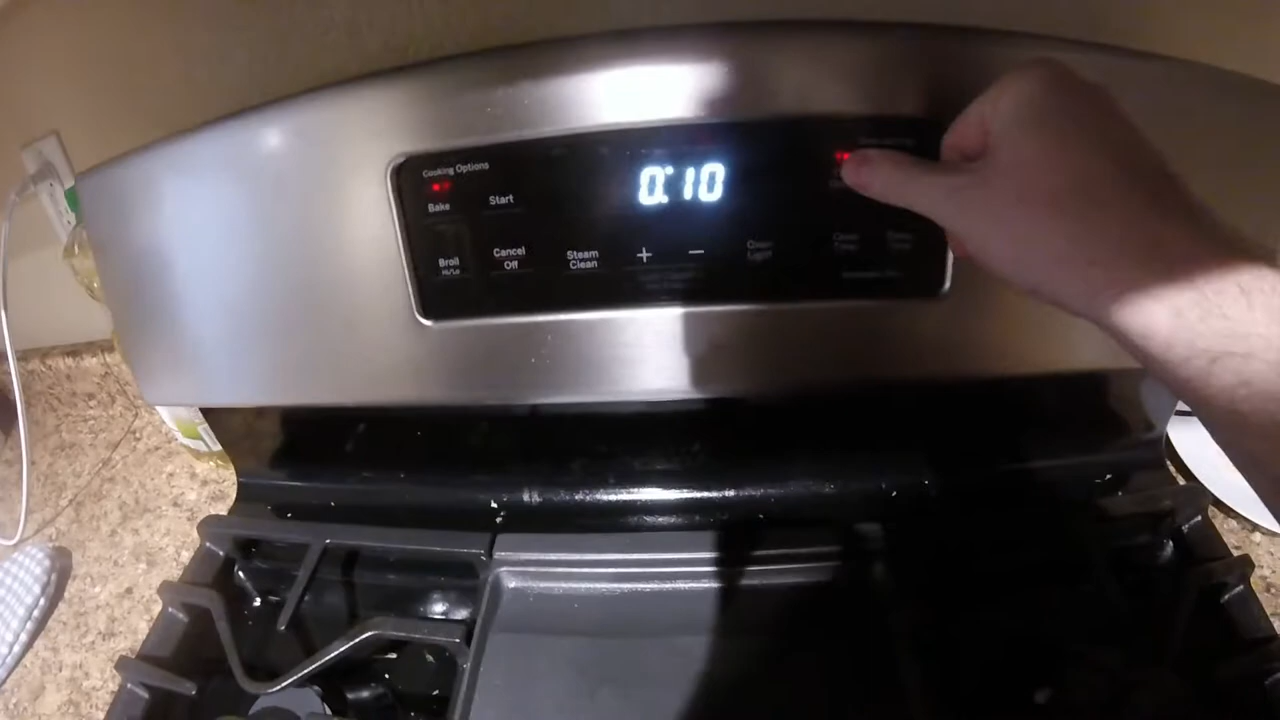 Cooking Options
0:10
Bake
Start
Broil
Hi/Lo
Cancel
Off
Steam
Clean
+
−
Oven
Light